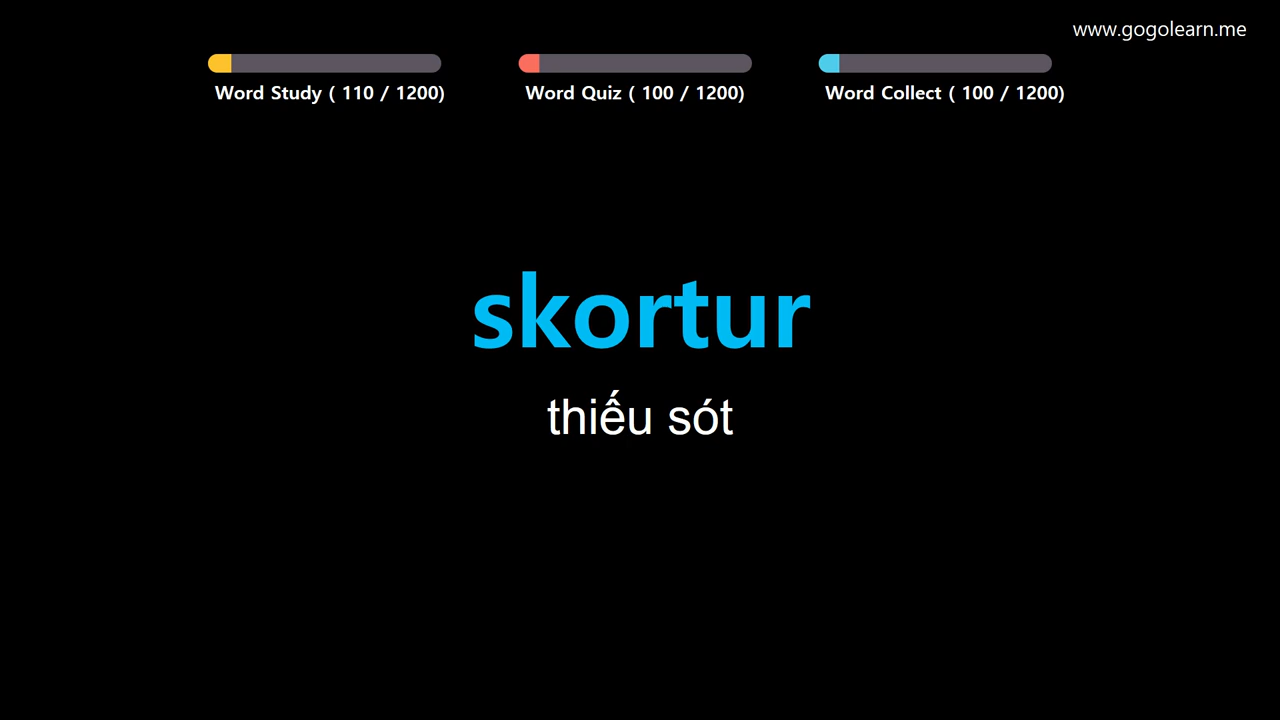 www.gogolearn.me
Word Study ( 110 / 1200)
Word Quiz ( 100 / 1200)
Word Collect ( 100 / 1200)
skortur
thiếu sót